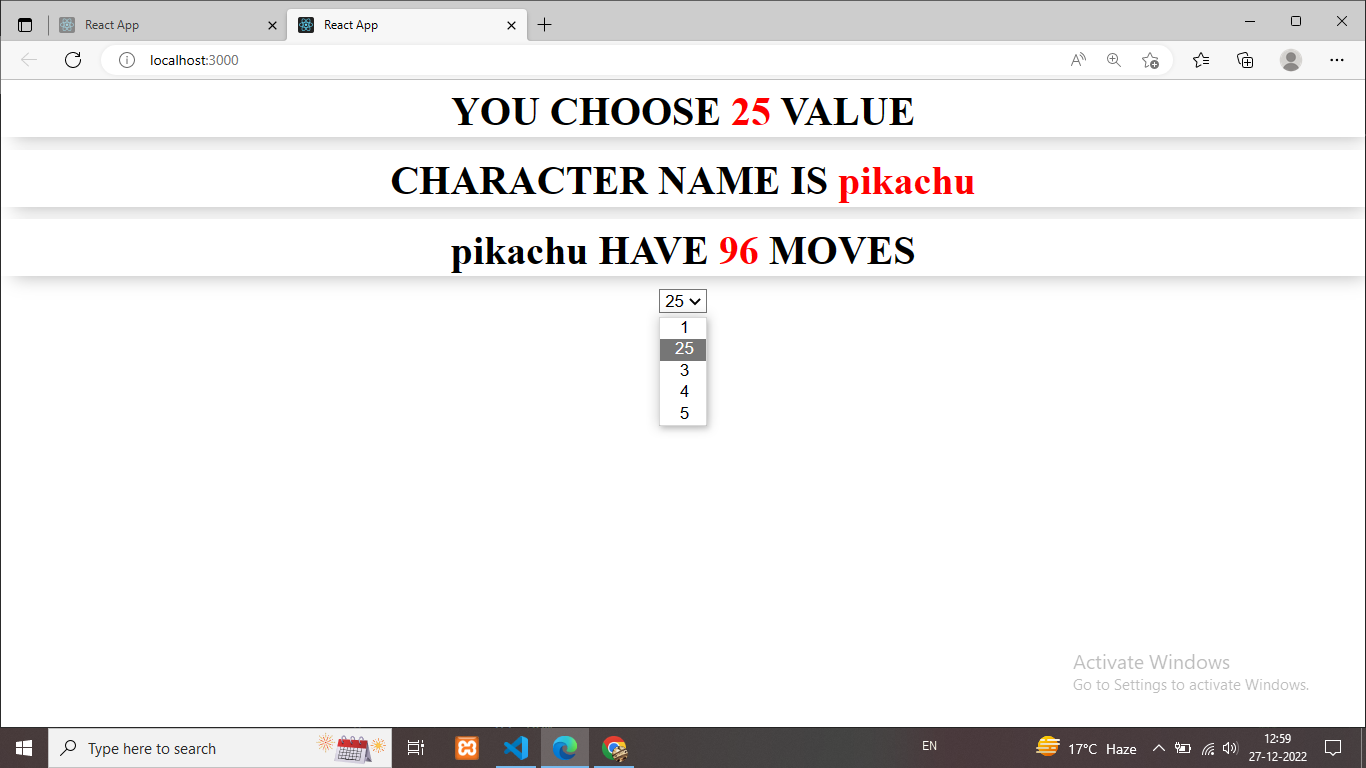 React App
React App
localhost:3000
YOU CHOOSE 25 VALUE
CHARACTER NAME IS pikachu
pikachu HAVE 96 MOVES
25
1
25
3
4
5
Activate Windows
Go to Settings to activate Windows.
Type here to search
EN
17°C Haze
12:59
27-12-2022